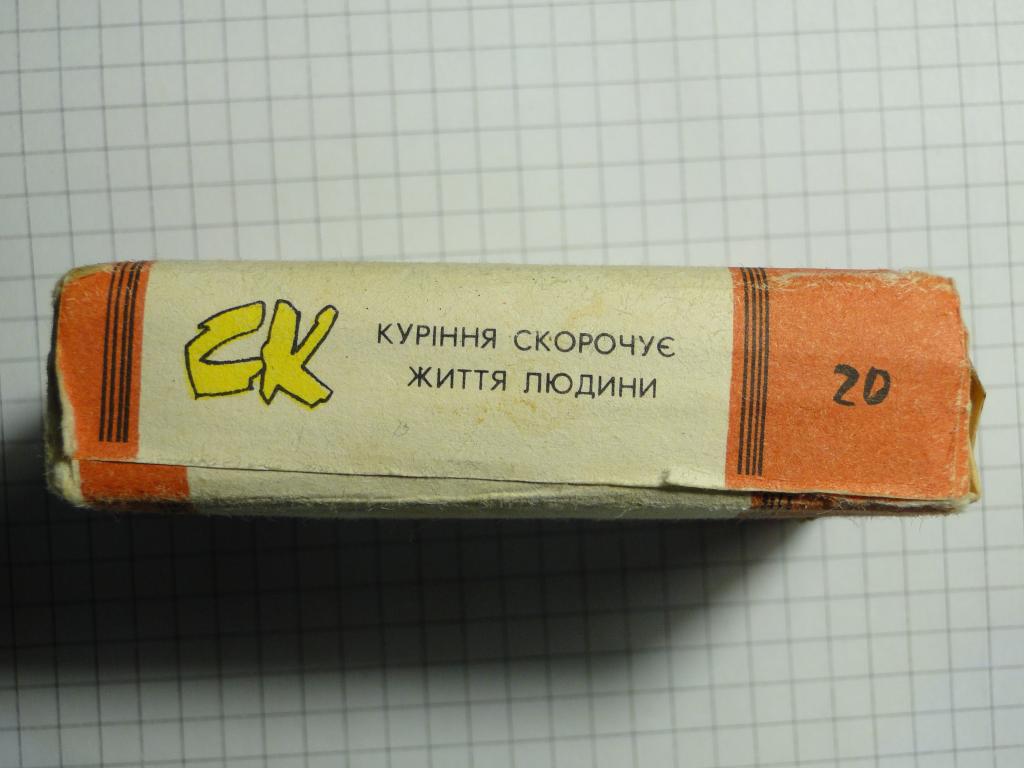 СК
КУРІННЯ СКОРОЧУЄ
ЖИТТЯ ЛЮДИНИ
20